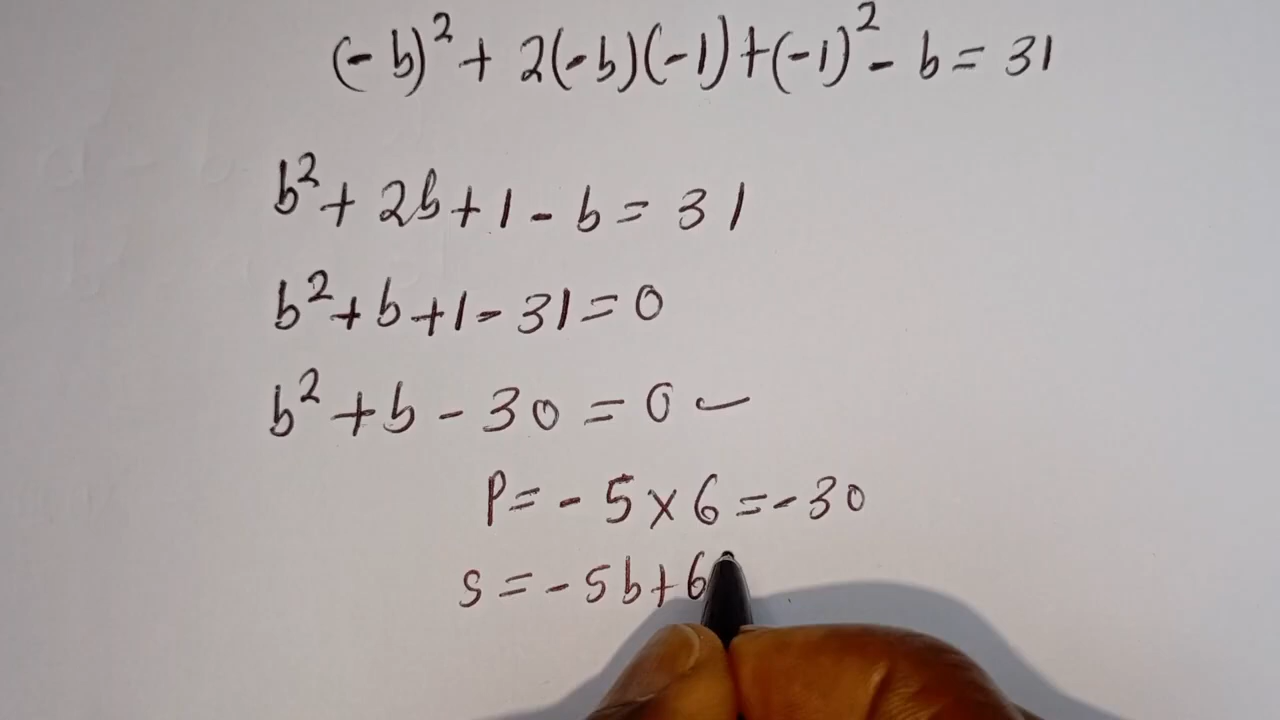 (-b)² + 2(-b)(-1) + (-1)² - b = 31
b² + 2b + 1 - b = 31
b² + b + 1 - 31 = 0
b² + b - 30 = 0
P = - 5 × 6 = -30
S = - 5b + 6